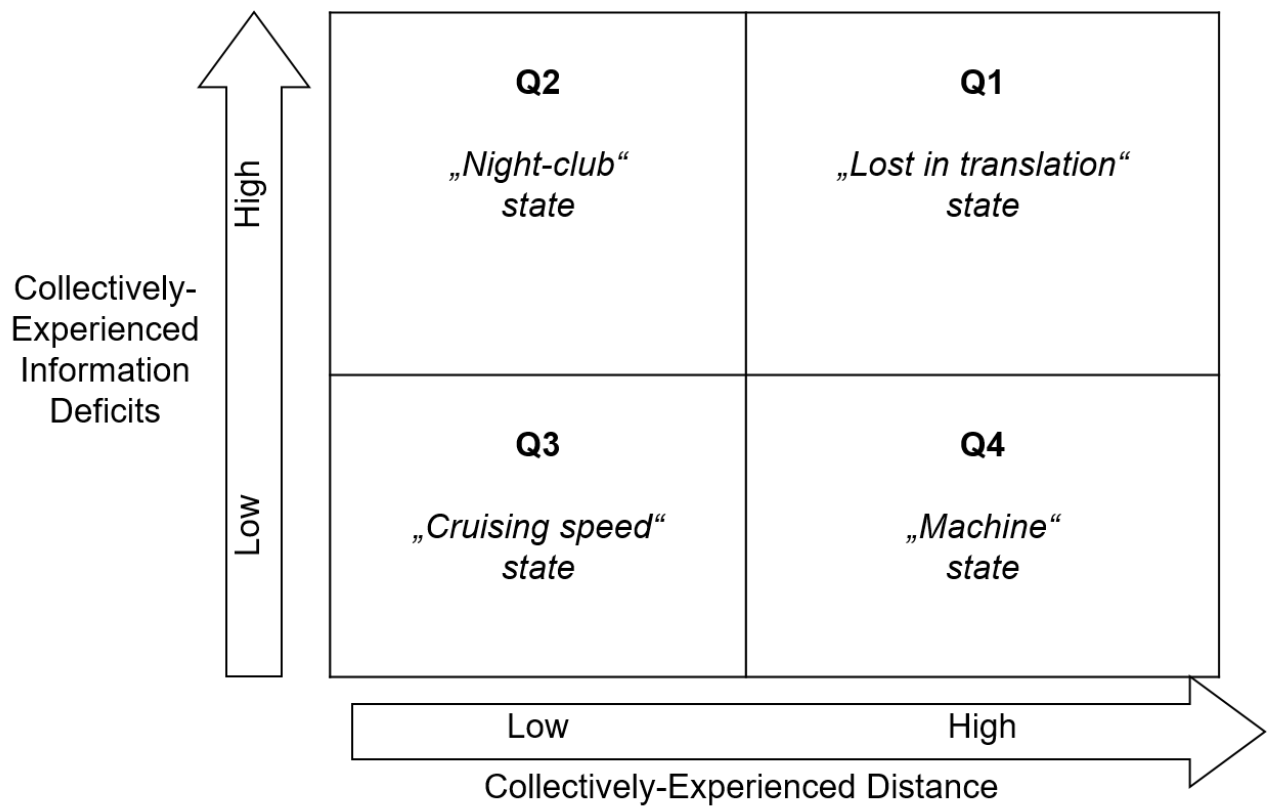 Q2
„Night-club“
state
Q1
„Lost in translation“
state
High
Collectively-
Experienced
Information
Deficits
Low
Q3
„Cruising speed“
state
Q4
„Machine“
state
Low
High
Collectively-Experienced Distance